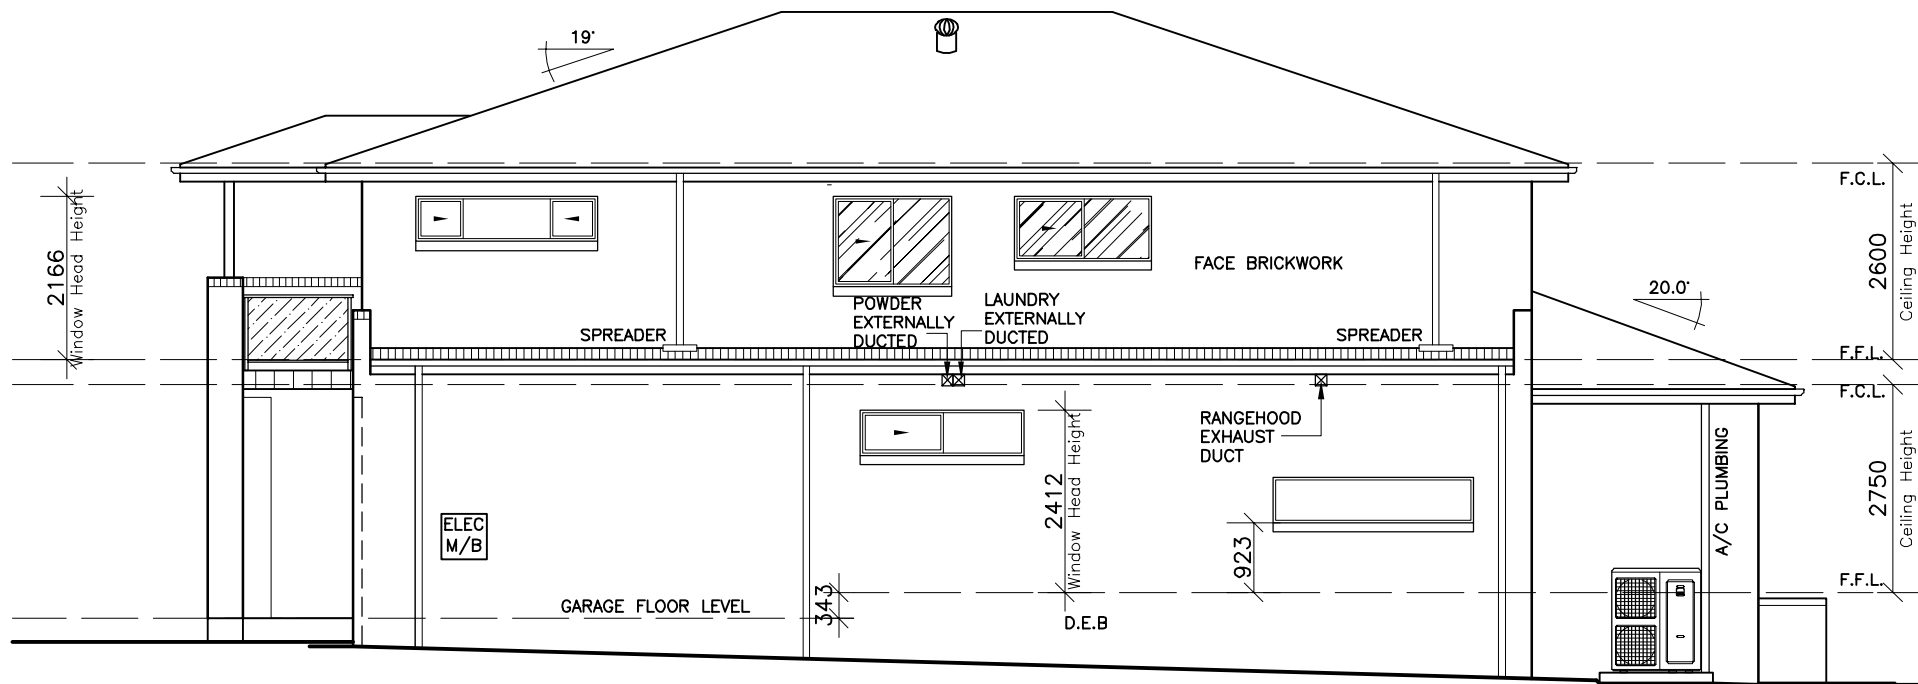 19°
F.C.L.
2166
Window Head Height
2600
Ceiling Height
FACE BRICKWORK
20.0°
POWDER
EXTERNALLY
DUCTED
LAUNDRY
EXTERNALLY
DUCTED
SPREADER
SPREADER
F.F.L.
F.C.L.
RANGEHOOD
EXHAUST
DUCT
2412
Window Head Height
A/C PLUMBING
2750
Ceiling Height
ELEC
M/B
923
F.F.L.
GARAGE FLOOR LEVEL
343
D.E.B